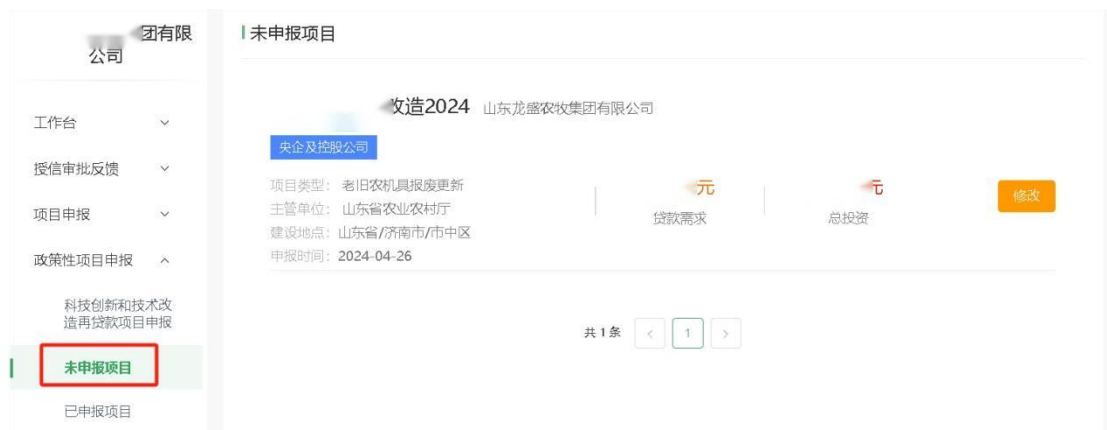 团有限
公司
工作台
授信审批反馈
项目申报
政策性项目申报
科技创新和技术改
造再贷款项目申报
未申报项目
已申报项目
未申报项目
改造2024 山东龙盛农牧集团有限公司
央企及控股公司
项目类型: 老旧农机具报废更新
主管单位: 山东省农业农村厅
建设地点: 山东省/济南市/市中区
申报时间: 2024-04-26
元
贷款需求
元
总投资
修改
共 1 条 < 1 >